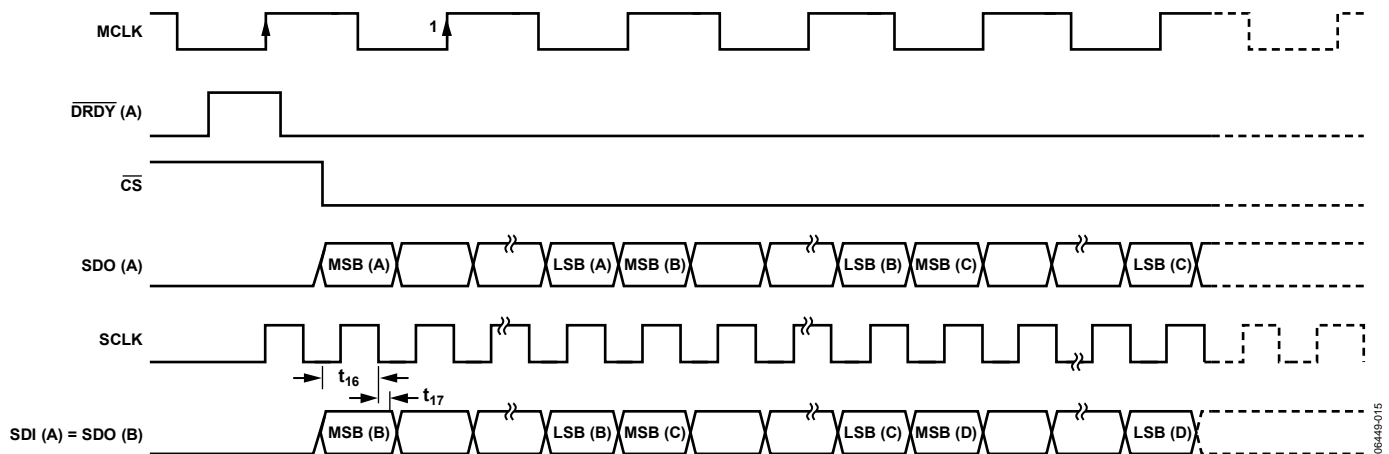 MCLK
1
DRDY (A)
CS
SDO (A)
MSB (A)
LSB (A)
MSB (B)
LSB (B)
MSB (C)
LSB (C)
SCLK
t16
t17
SDI (A) = SDO (B)
MSB (B)
LSB (B)
MSB (C)
LSB (C)
MSB (D)
LSB (D)
06449-015